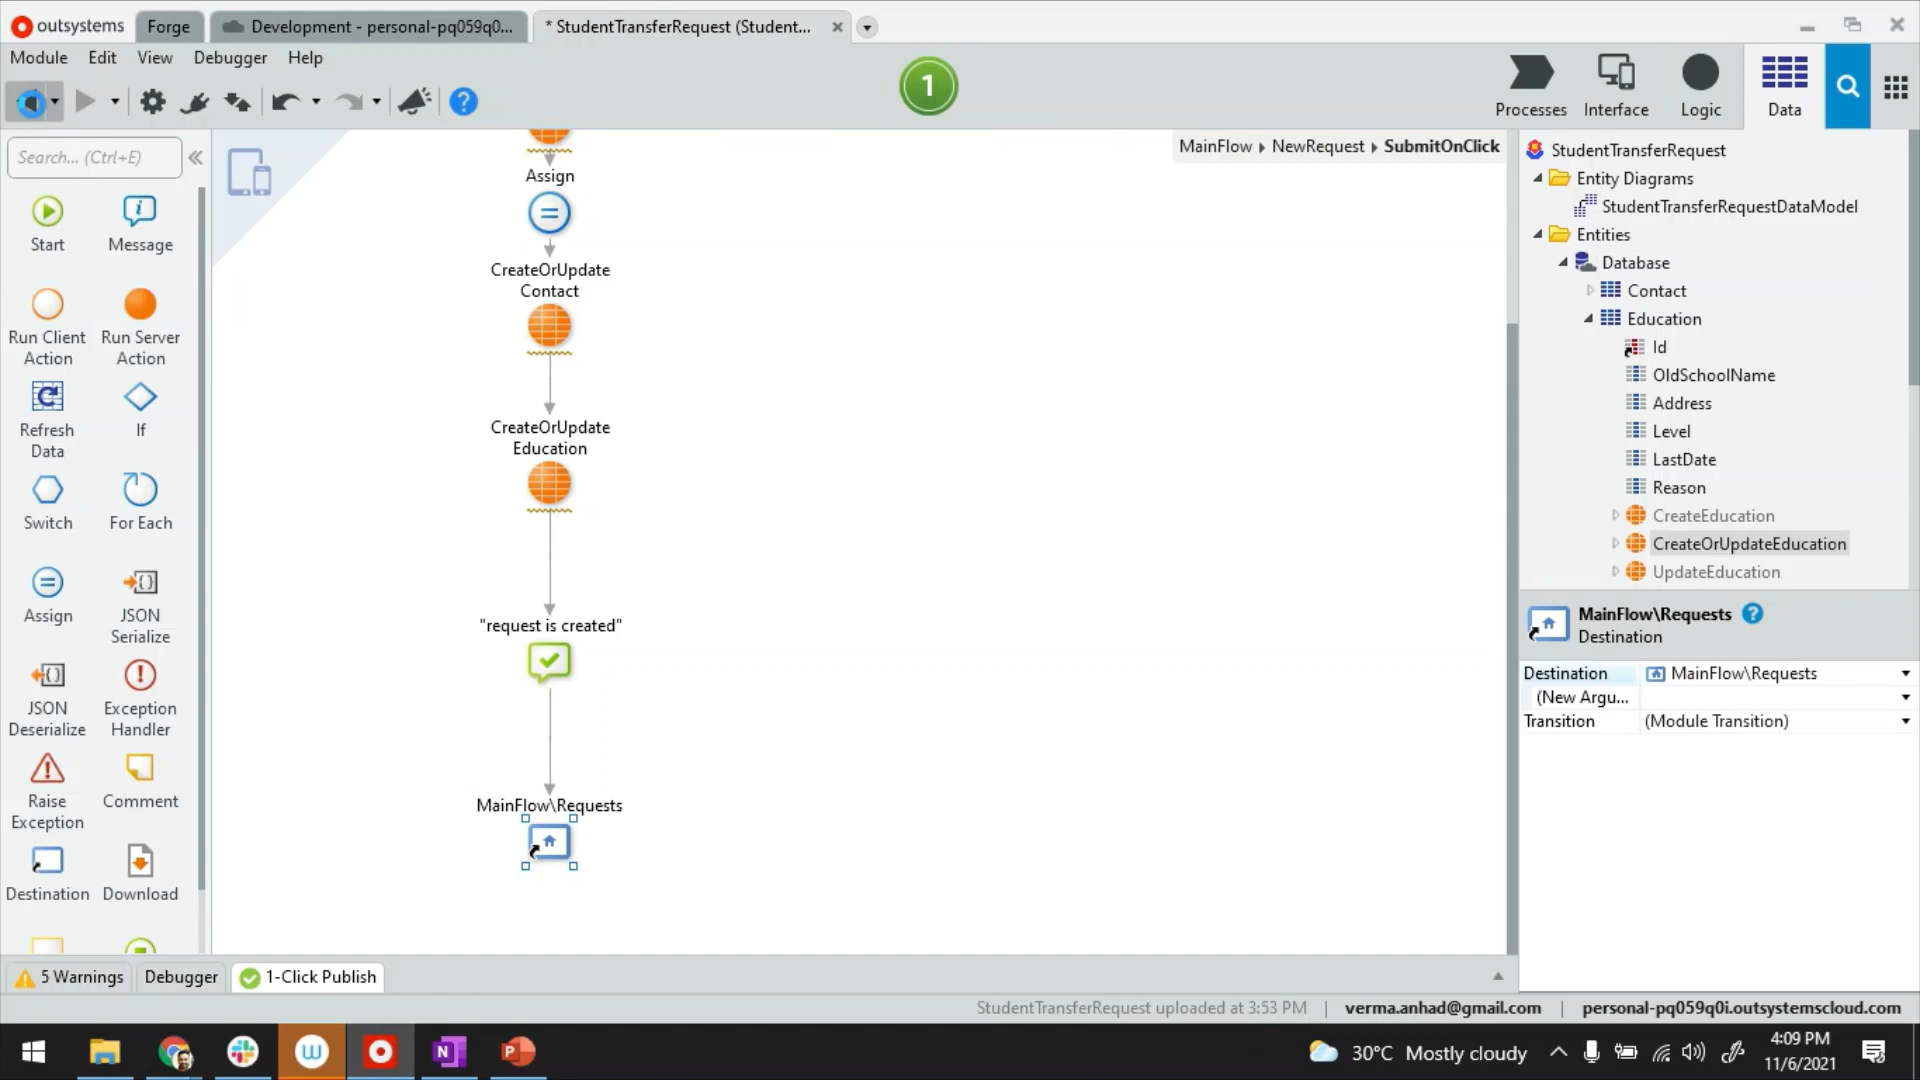 outsystems
Forge
Development - personal-pq059q0...
* StudentTransferRequest (Student...
Module
Edit
View
Debugger
Help
1
Processes
Interface
Logic
Data
Search... (Ctrl+E)
Start
Message
Run Client
Action
Run Server
Action
Refresh
Data
If
Switch
For Each
Assign
JSON
Serialize
JSON
Deserialize
Exception
Handler
Raise
Exception
Comment
Destination
Download
MainFlow
NewRequest
SubmitOnClick
Assign
CreateOrUpdate
Contact
CreateOrUpdate
Education
"request is created"
MainFlow\Requests
StudentTransferRequest
Entity Diagrams
StudentTransferRequestDataModel
Entities
Database
Contact
Education
Id
OldSchoolName
Address
Level
LastDate
Reason
CreateEducation
CreateOrUpdateEducation
UpdateEducation
MainFlow\Requests
Destination
Destination
MainFlow\Requests
(New Argu...
Transition
(Module Transition)
5 Warnings
Debugger
1-Click Publish
StudentTransferRequest uploaded at 3:53 PM
verma.anhad@gmail.com
personal-pq059q0i.outsystemscloud.com
30°C Mostly cloudy
4:09 PM
11/6/2021